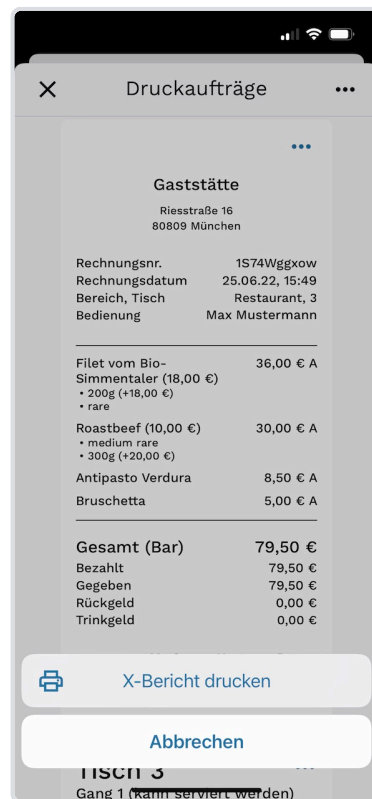 Druckaufträge
Gaststätte
Riesstraße 16
80809 München
Rechnungsnr. 1S74Wggxow
Rechnungsdatum 25.06.22, 15:49
Bereich, Tisch Restaurant, 3
Bedienung Max Mustermann
Filet vom Bio- 36,00 € A
Simmentaler (18,00 €)
• 200g (+18,00 €)
• rare
Roastbeef (10,00 €) 30,00 € A
• medium rare
• 300g (+20,00 €)
Antipasto Verdura 8,50 € A
Bruschetta 5,00 € A
Gesamt (Bar) 79,50 €
Bezahlt 79,50 €
Gegeben 79,50 €
Rückgeld 0,00 €
Trinkgeld 0,00 €
X-Bericht drucken
Abbrechen
Tisch 3
Gang 1 (kann serviert werden)